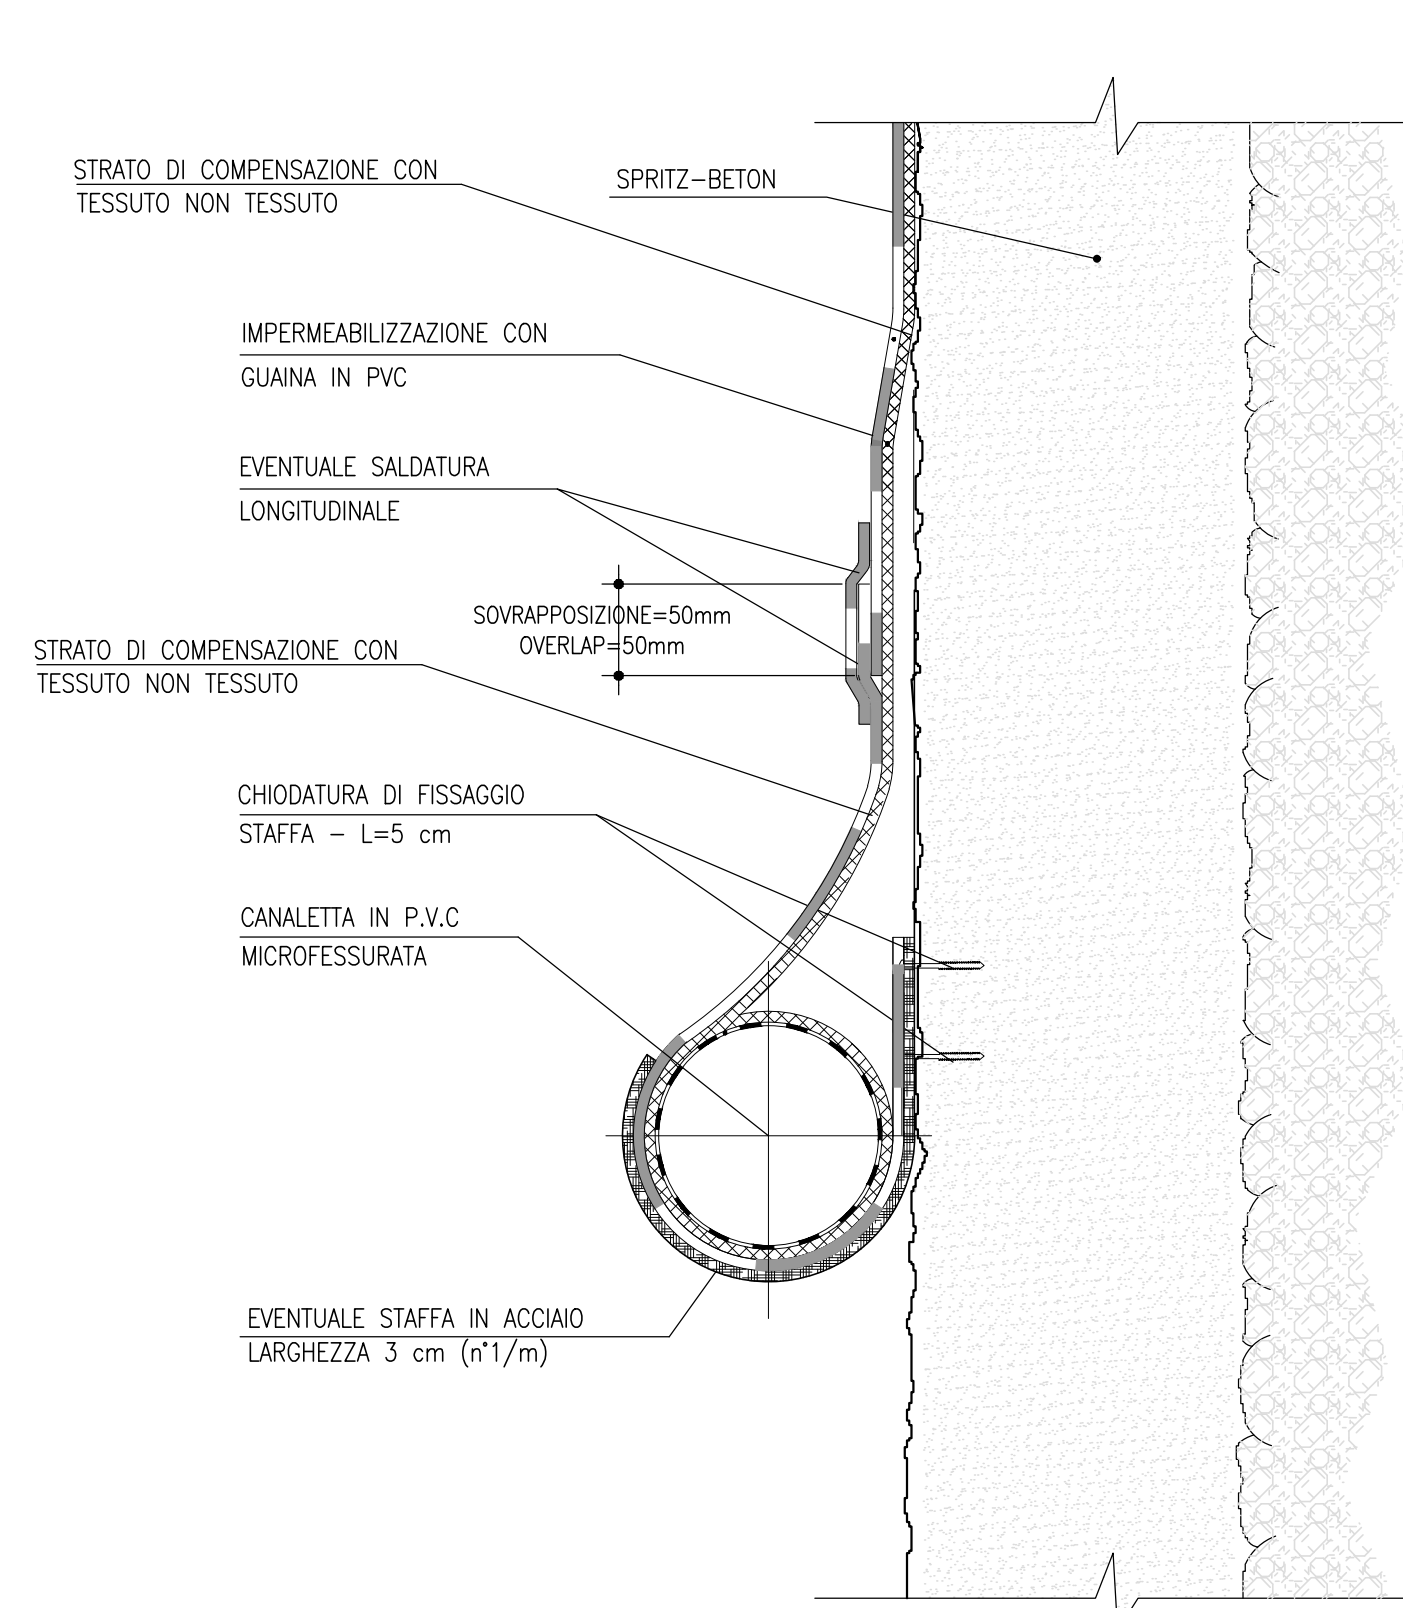 STRATO DI COMPENSAZIONE CON
TESSUTO NON TESSUTO
SPRITZ-BETON
IMPERMEABILIZZAZIONE CON
GUAINA IN PVC
EVENTUALE SALDATURA
LONGITUDINALE
SOVRAPPOSIZIONE=50mm
OVERLAP=50mm
STRATO DI COMPENSAZIONE CON
TESSUTO NON TESSUTO
CHIODATURA DI FISSAGGIO
STAFFA - L=5 cm
CANALETTA IN P.V.C
MICROFESSURATA
EVENTUALE STAFFA IN ACCIAIO
LARGHEZZA 3 cm (n°1/m)